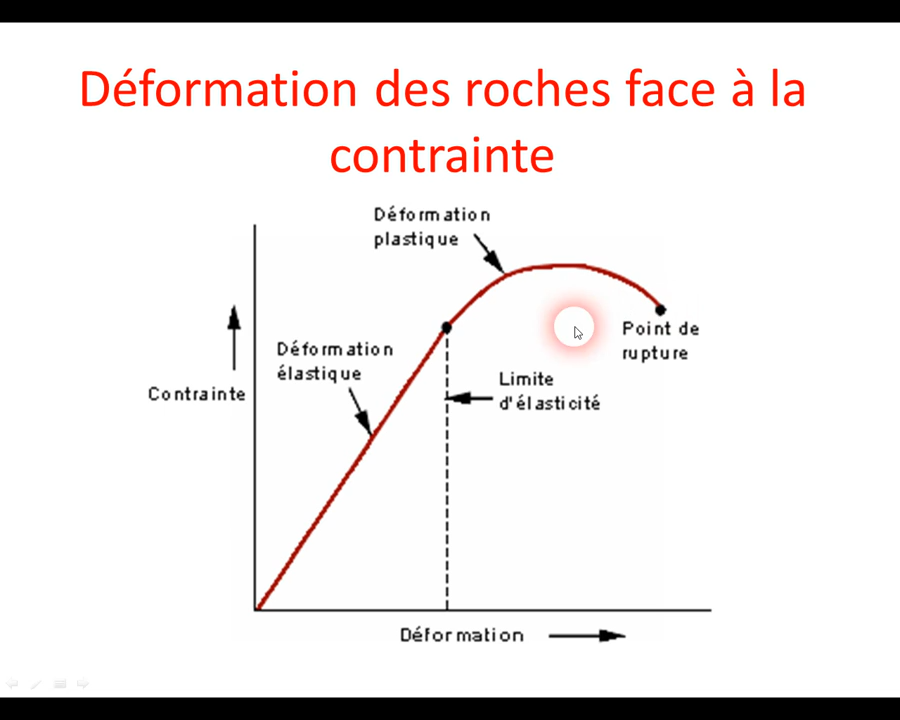 Déformation des roches face à la
contrainte
Déformation
plastique
Point de
rupture
Déformation
élastique
Limite
d'élasticité
Contrainte
Déformation